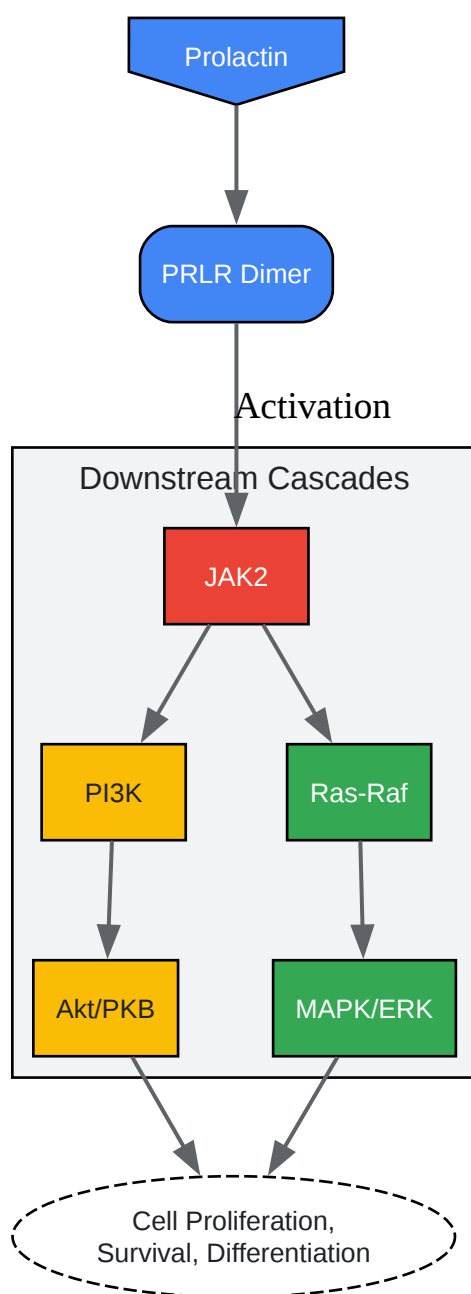 Prolactin
PRLR Dimer
Activation
Downstream Cascades
JAK2
PI3K
Ras-Raf
Akt/PKB
MAPK/ERK
Cell Proliferation,
Survival, Differentiation